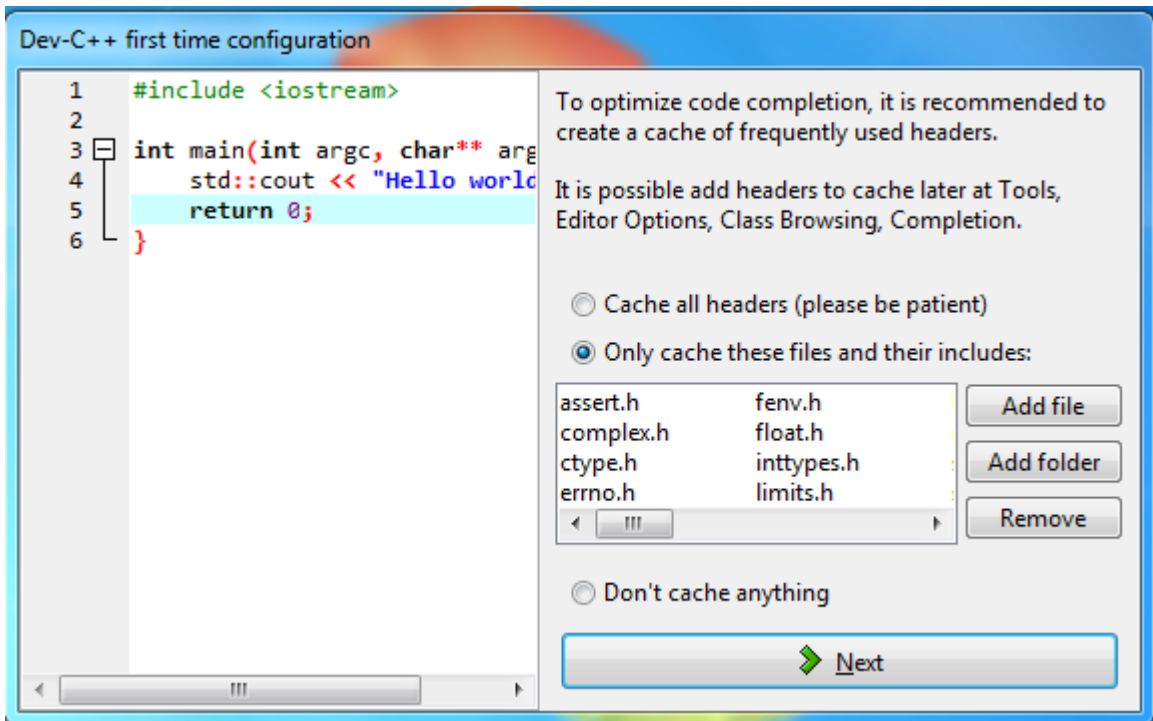 Dev-C++ first time configuration
1 #include <iostream>
2
3 int main(int argc, char** arg
4 std::cout << "Hello world
5 return 0;
6 }
To optimize code completion, it is recommended to
create a cache of frequently used headers.
It is possible add headers to cache later at Tools,
Editor Options, Class Browsing, Completion.
Cache all headers (please be patient)
Only cache these files and their includes:
assert.h fenv.h
complex.h float.h
ctype.h inttypes.h
errno.h limits.h
Add file
Add folder
Remove
Don't cache anything
Next